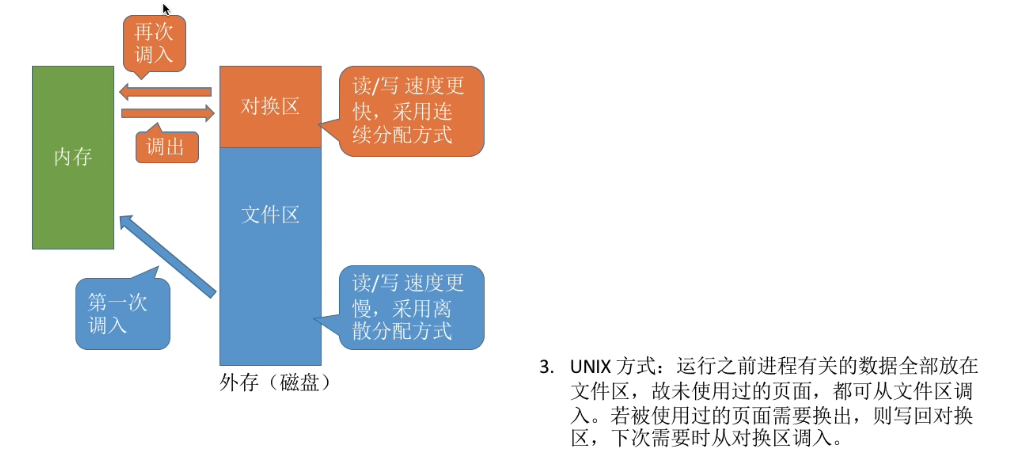 再次
调入
对换区
读/写 速度更
快，采用连
续分配方式
调出
内存
文件区
第一次
调入
读/写 速度更
慢，采用离
散分配方式
外存（磁盘）
3. UNIX 方式：运行之前进程有关的数据全部放在
文件区，故未使用过的页面，都可从文件区调
入。若被使用过的页面需要换出，则写回对换
区，下次需要时从对换区调入。